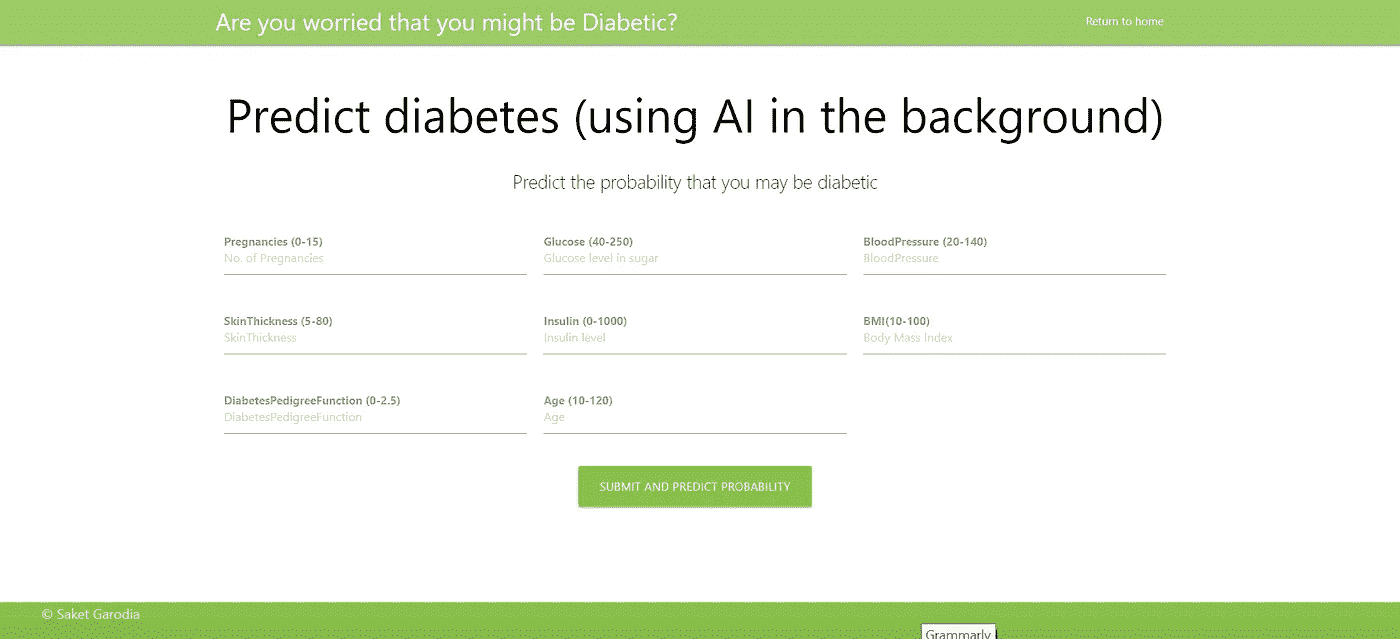 Are you worried that you might be Diabetic?
Return to home
Predict diabetes (using AI in the background)
Predict the probability that you may be diabetic
Pregnancies (0-15)
No. of Pregnancies
Glucose (40-250)
Glucose level in sugar
BloodPressure (20-140)
BloodPressure
SkinThickness (5-80)
SkinThickness
Insulin (0-1000)
Insulin level
BMI(10-100)
Body Mass Index
DiabetesPedigreeFunction (0-2.5)
DiabetesPedigreeFunction
Age (10-120)
Age
SUBMIT AND PREDICT PROBABILITY
© Saket Garodia
Grammarly